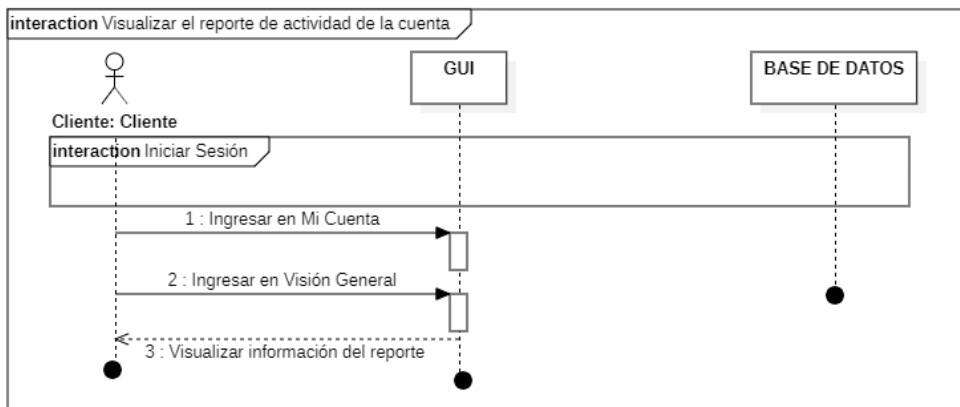 interaction Visualizar el reporte de actividad de la cuenta
GUI
BASE DE DATOS
Cliente: Cliente
interaction Iniciar Sesión
1 : Ingresar en Mi Cuenta
2 : Ingresar en Visión General
3 : Visualizar información del reporte